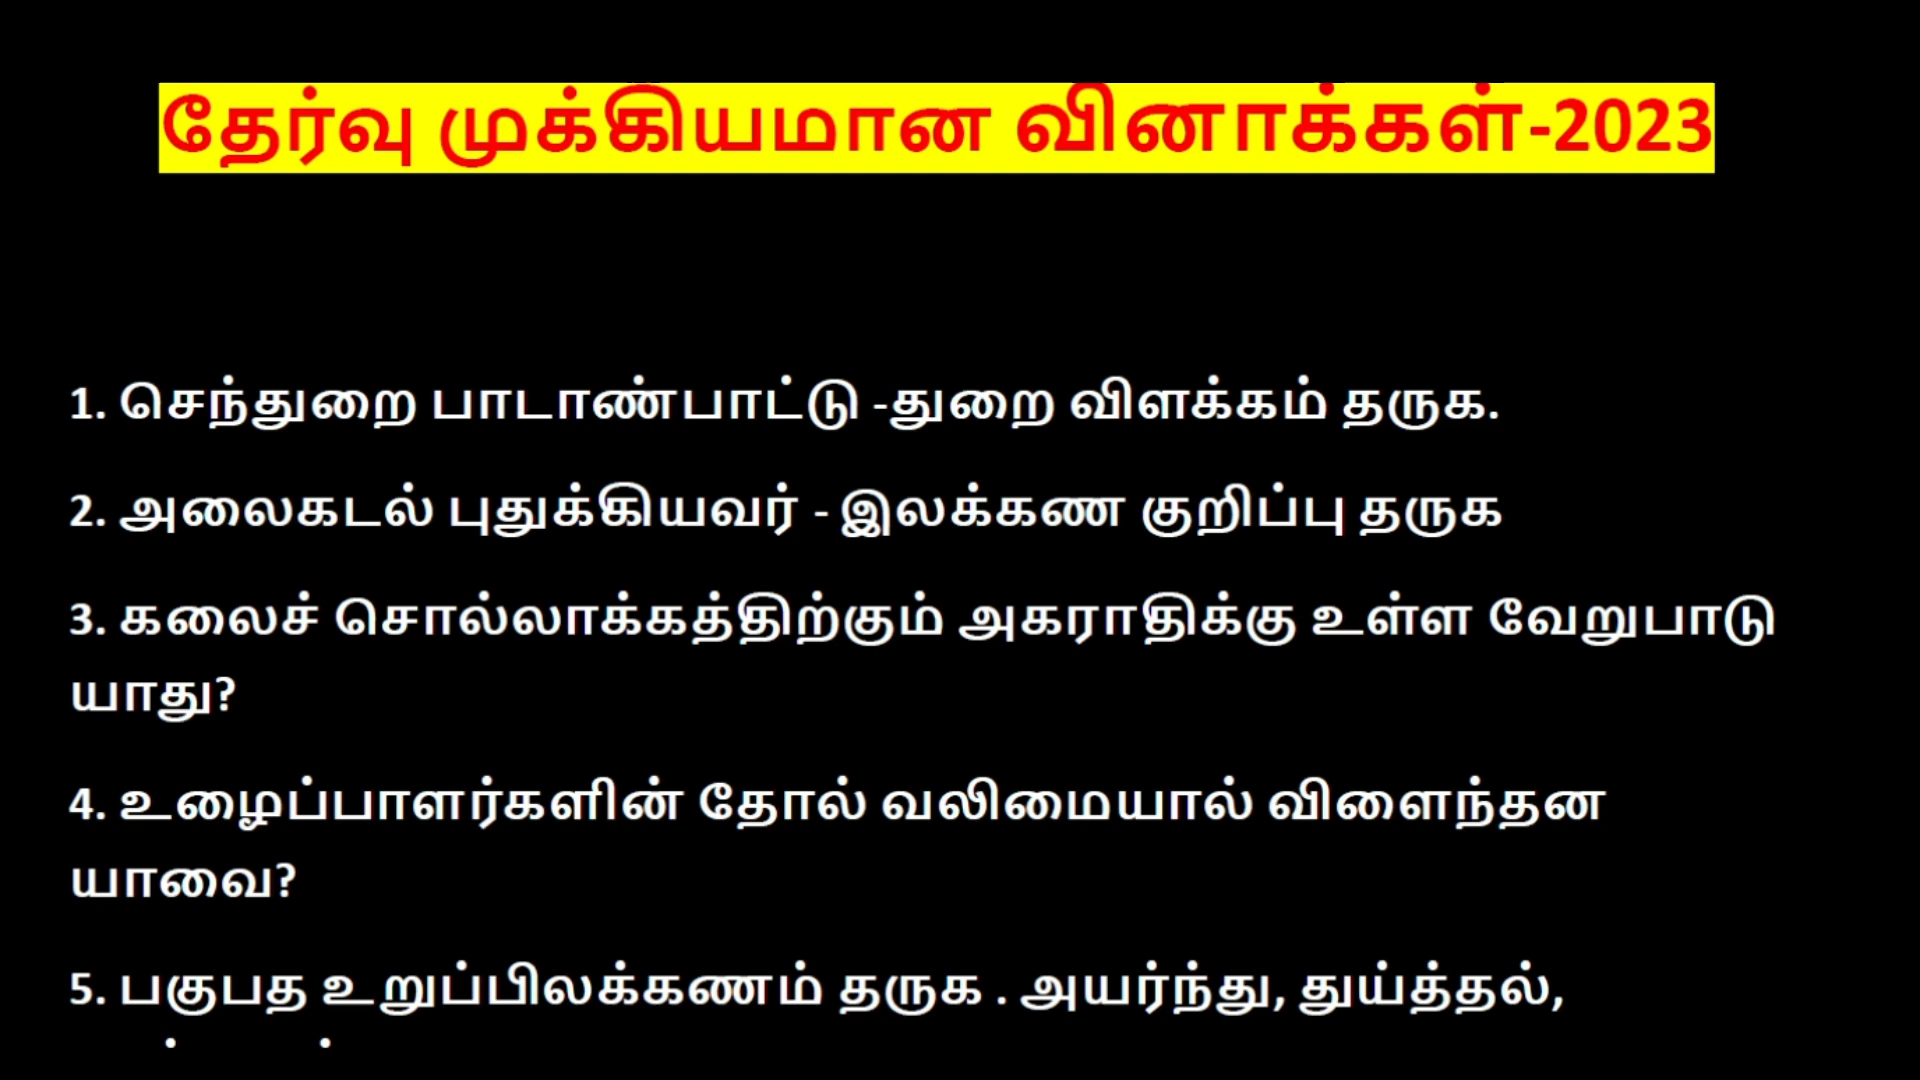 தேர்வு முக்கியமான வினாக்கள்-2023
1. செந்துறை பாடாண்பாட்டு -துறை விளக்கம் தருக.
2. அலைகடல் புதுக்கியவர் - இலக்கண குறிப்பு தருக
3. கலைச் சொல்லாக்கத்திற்கும் அகராதிக்கு உள்ள வேறுபாடு
யாது?
4. உழைப்பாளர்களின் தோல் வலிமையால் விளைந்தன
யாவை?
5. பகுபத உறுப்பிலக்கணம் தருக . அயர்ந்து, துய்த்தல்,